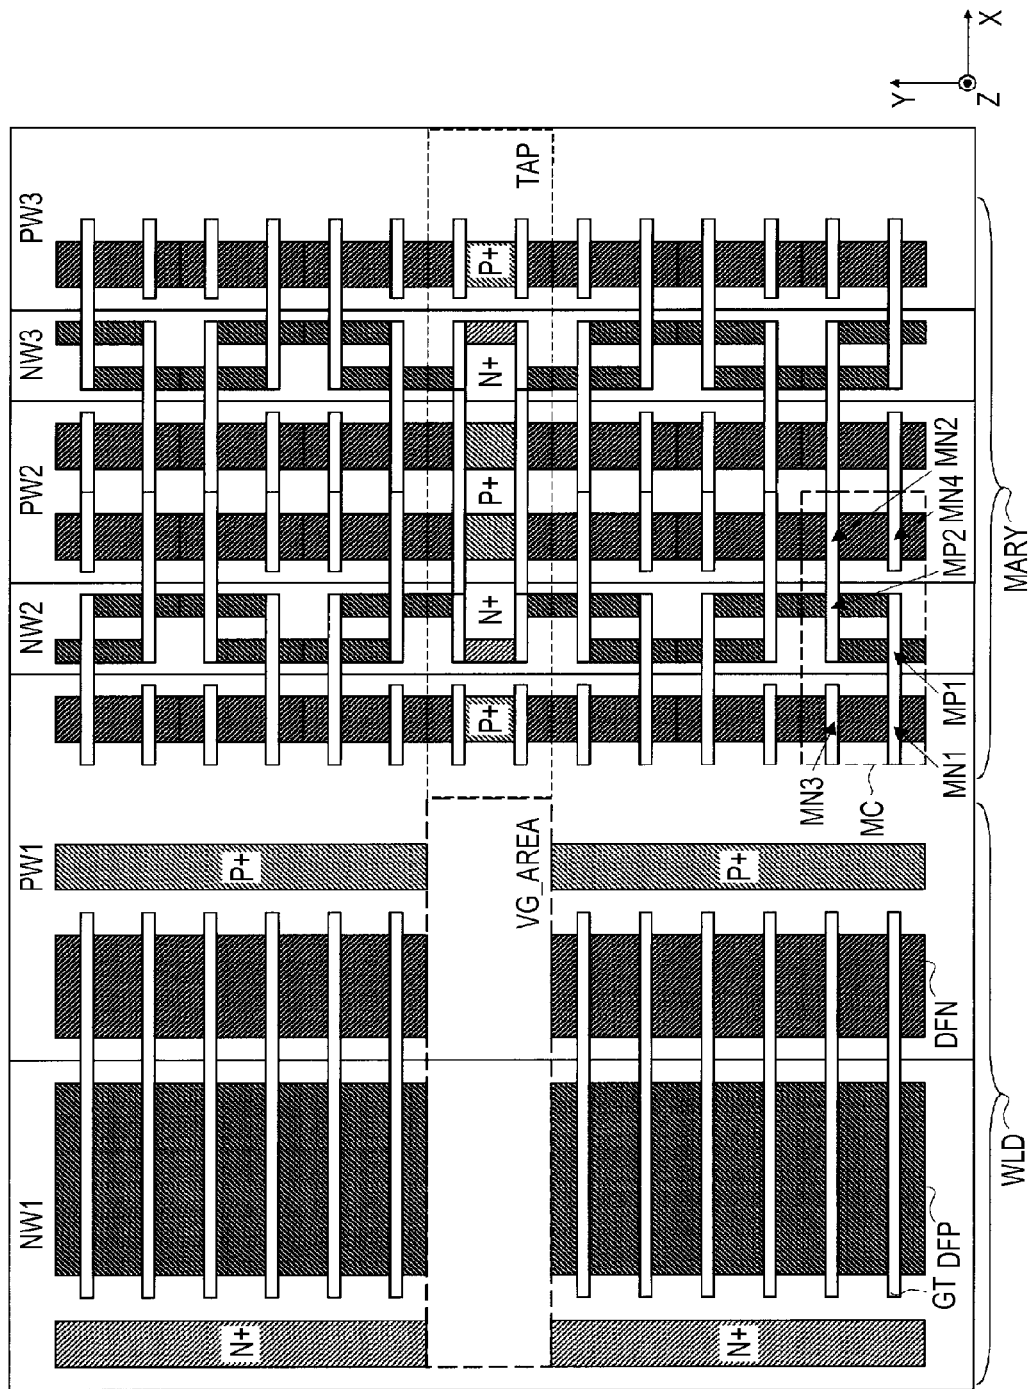 NW1 PW1 NW2 PW2 NW3 PW3
N+ P+ P+ N+ P+ N+ P+
VG_AREA
TAP
N+ P+
GT DFP DFN
MN3
MC
MN1 MP1 MP2 MN4 MN2
WLD
MARY
Y
Z
X